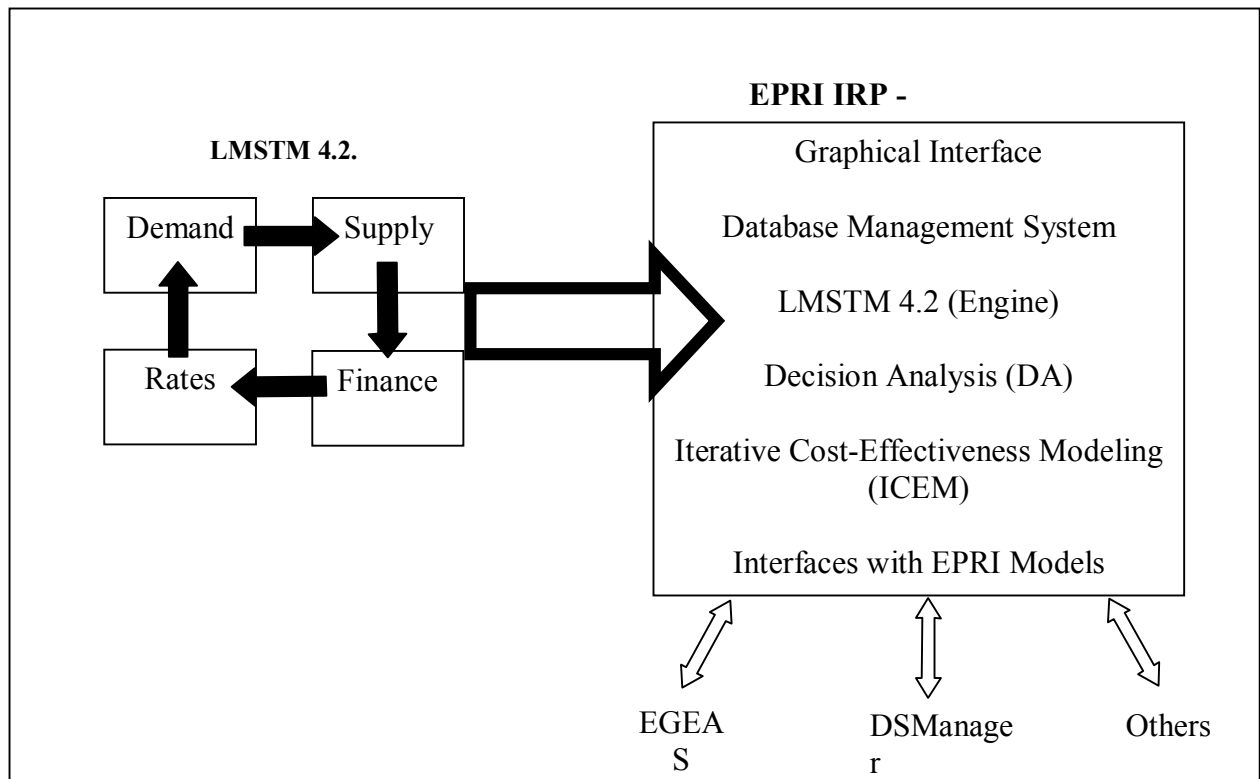 EPRI IRP -
LMSTM 4.2.
Demand
Supply
Rates
Finance
Graphical Interface
Database Management System
LMSTM 4.2 (Engine)
Decision Analysis (DA)
Iterative Cost-Effectiveness Modeling
(ICEM)
Interfaces with EPRI Models
EGEA
S
DSManage
r
Others